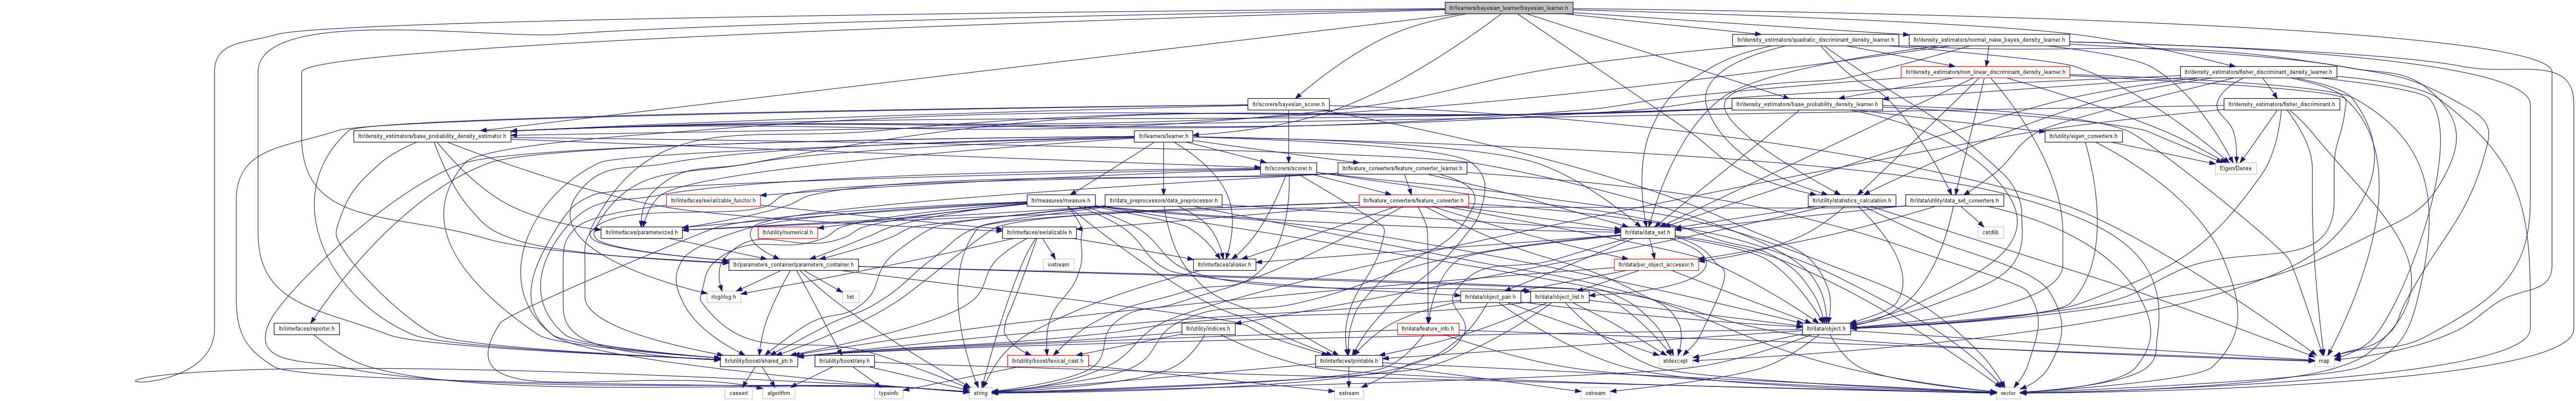 ltr/learners/bayesian_learner/bayesian_learner.h
ltr/density_estimators/quadratic_discriminant_density_learner.h
ltr/density_estimators/normal_naive_bayes_density_learner.h
ltr/density_estimators/non_linear_discriminant_density_learner.h
ltr/density_estimators/fisher_discriminant_density_learner.h
ltr/scorers/bayesian_scorer.h
ltr/density_estimators/base_probability_density_learner.h
ltr/density_estimators/fisher_discriminant.h
ltr/density_estimators/base_probability_density_estimator.h
ltr/learners/learner.h
ltr/utility/eigen_converters.h
ltr/scorers/scorer.h
ltr/feature_converters/feature_converter_learner.h
Eigen/Dense
ltr/interfaces/serializable_functor.h
ltr/measures/measure.h
ltr/data_preprocessors/data_preprocessor.h
ltr/feature_converters/feature_converter.h
ltr/utility/statistics_calculation.h
ltr/data/utility/data_set_converters.h
ltr/interfaces/parameterized.h
ltr/utility/numerical.h
ltr/interfaces/serializable.h
ltr/data/data_set.h
cstdlib
ltr/parameters_container/parameters_container.h
iostream
ltr/interfaces/aliaser.h
ltr/data/per_object_accessor.h
rlog/rlog.h
list
ltr/data/object_pair.h
ltr/data/object_list.h
ltr/interfaces/reporter.h
ltr/utility/indices.h
ltr/data/feature_info.h
ltr/data/object.h
ltr/utility/boost/shared_ptr.h
ltr/utility/boost/any.h
ltr/utility/boost/lexical_cast.h
ltr/interfaces/printable.h
stdexcept
map
cassert
algorithm
typeinfo
string
sstream
ostream
vector